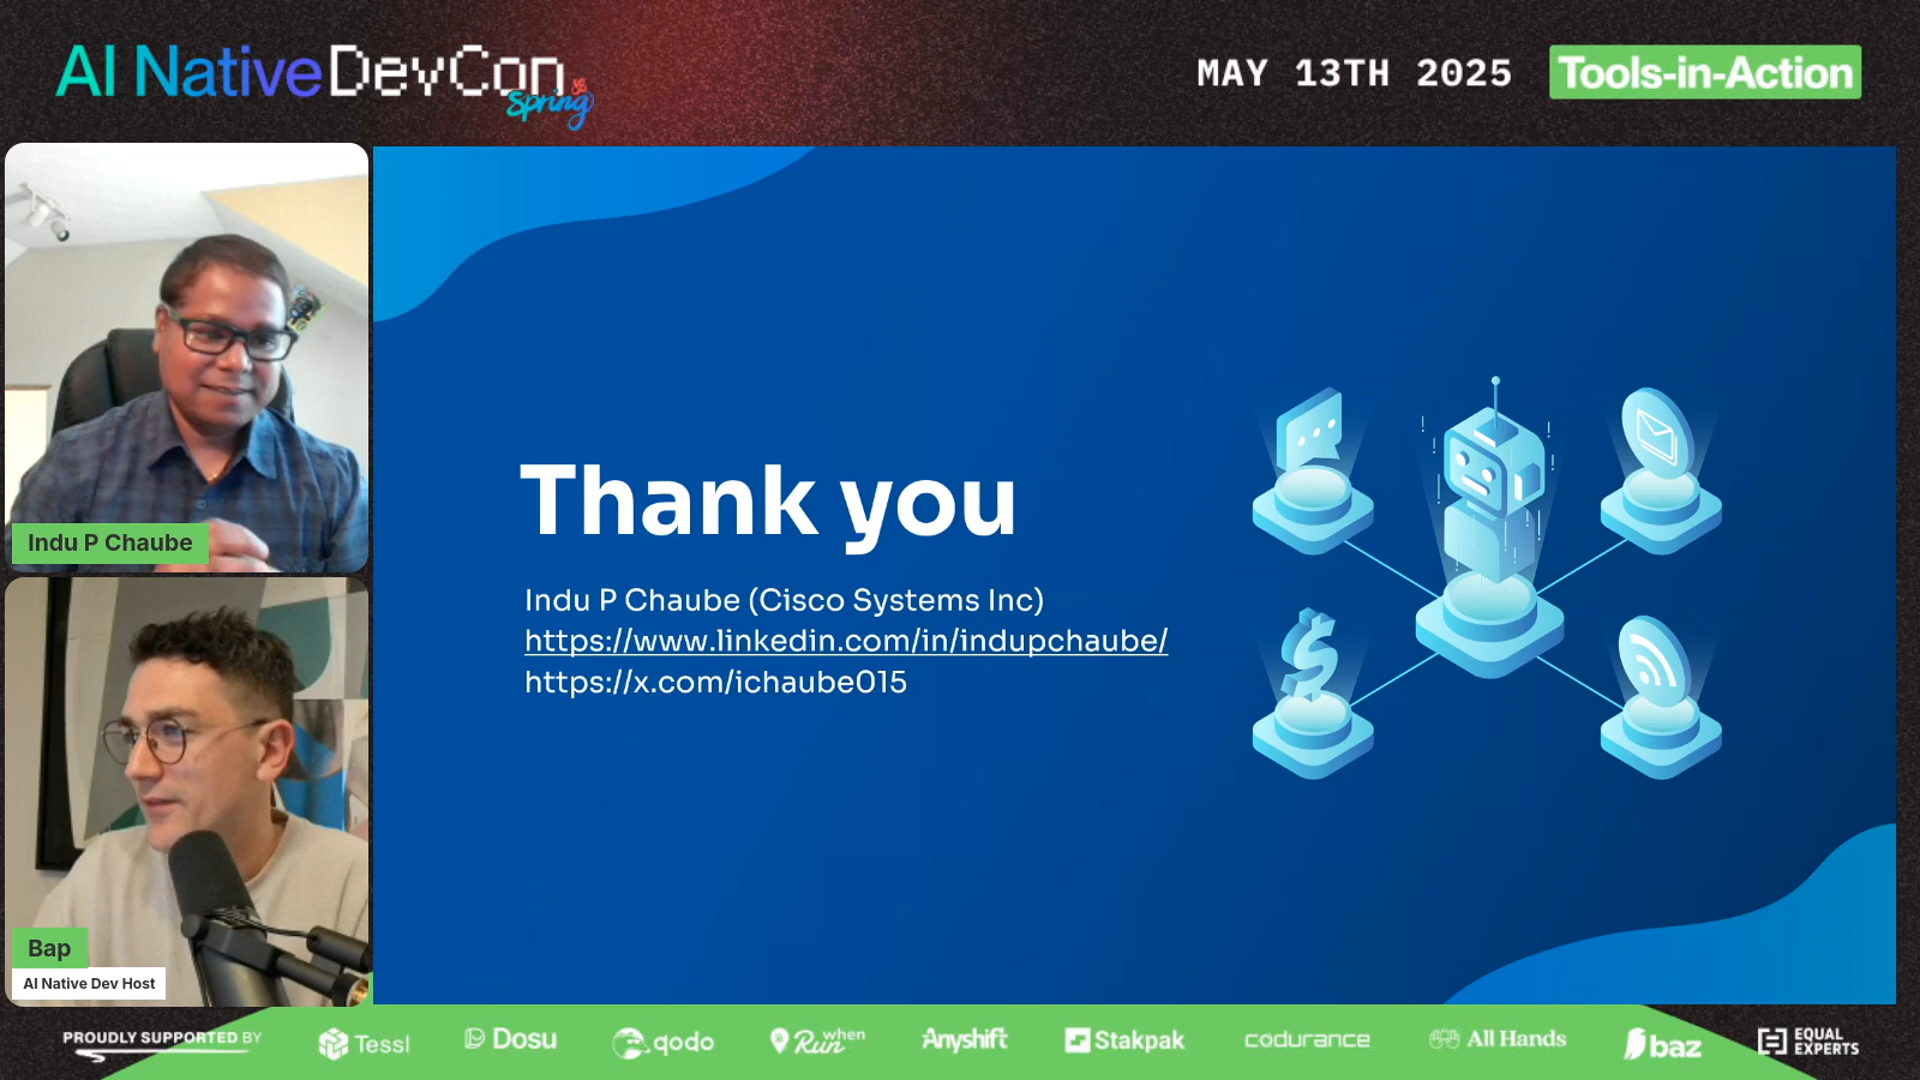 AI Native DevCon
Spring
MAY 13TH 2025
Tools-in-Action
Indu P Chaube
Thank you
Indu P Chaube (Cisco Systems Inc)
https://www.linkedin.com/in/indupchaube/
https://x.com/ichaube015
Bap
AI Native Dev Host
PROUDLY SUPPORTED BY
Tessl
Dosu
qodo
RunWhen
Anyshift
Stakpak
codurance
All Hands
baz
EQUAL
EXPERTS